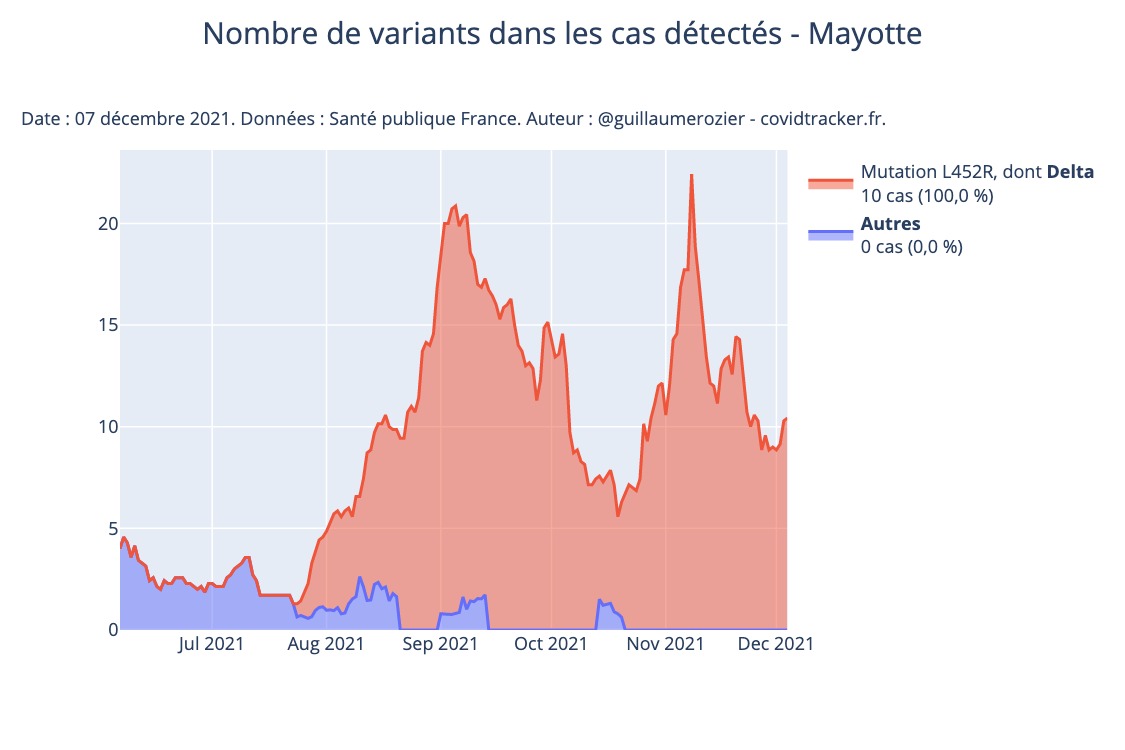 Nombre de variants dans les cas détectés - Mayotte
Date : 07 décembre 2021. Données : Santé publique France. Auteur : @guillaumerozier - covidtracker.fr.
Mutation L452R, dont Delta
10 cas (100,0 %)
Autres
0 cas (0,0 %)
20
15
10
5
0
Jul 2021
Aug 2021
Sep 2021
Oct 2021
Nov 2021
Dec 2021